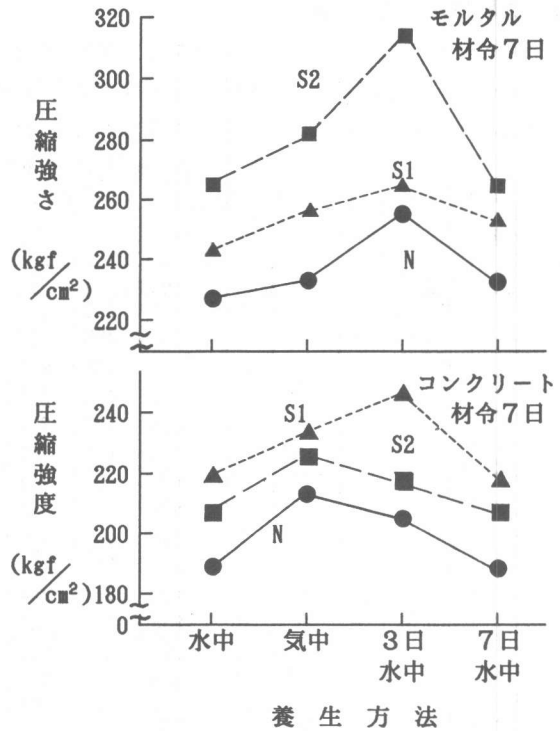 モルタル
材令7日
圧縮強さ
(kgf/cm²)
320
300
280
260
240
220
S2
S1
N
コンクリート
材令7日
圧縮強度
(kgf/cm²)
240
220
200
180
0
S1
S2
N
水中 気中 3日水中 7日水中
養生方法